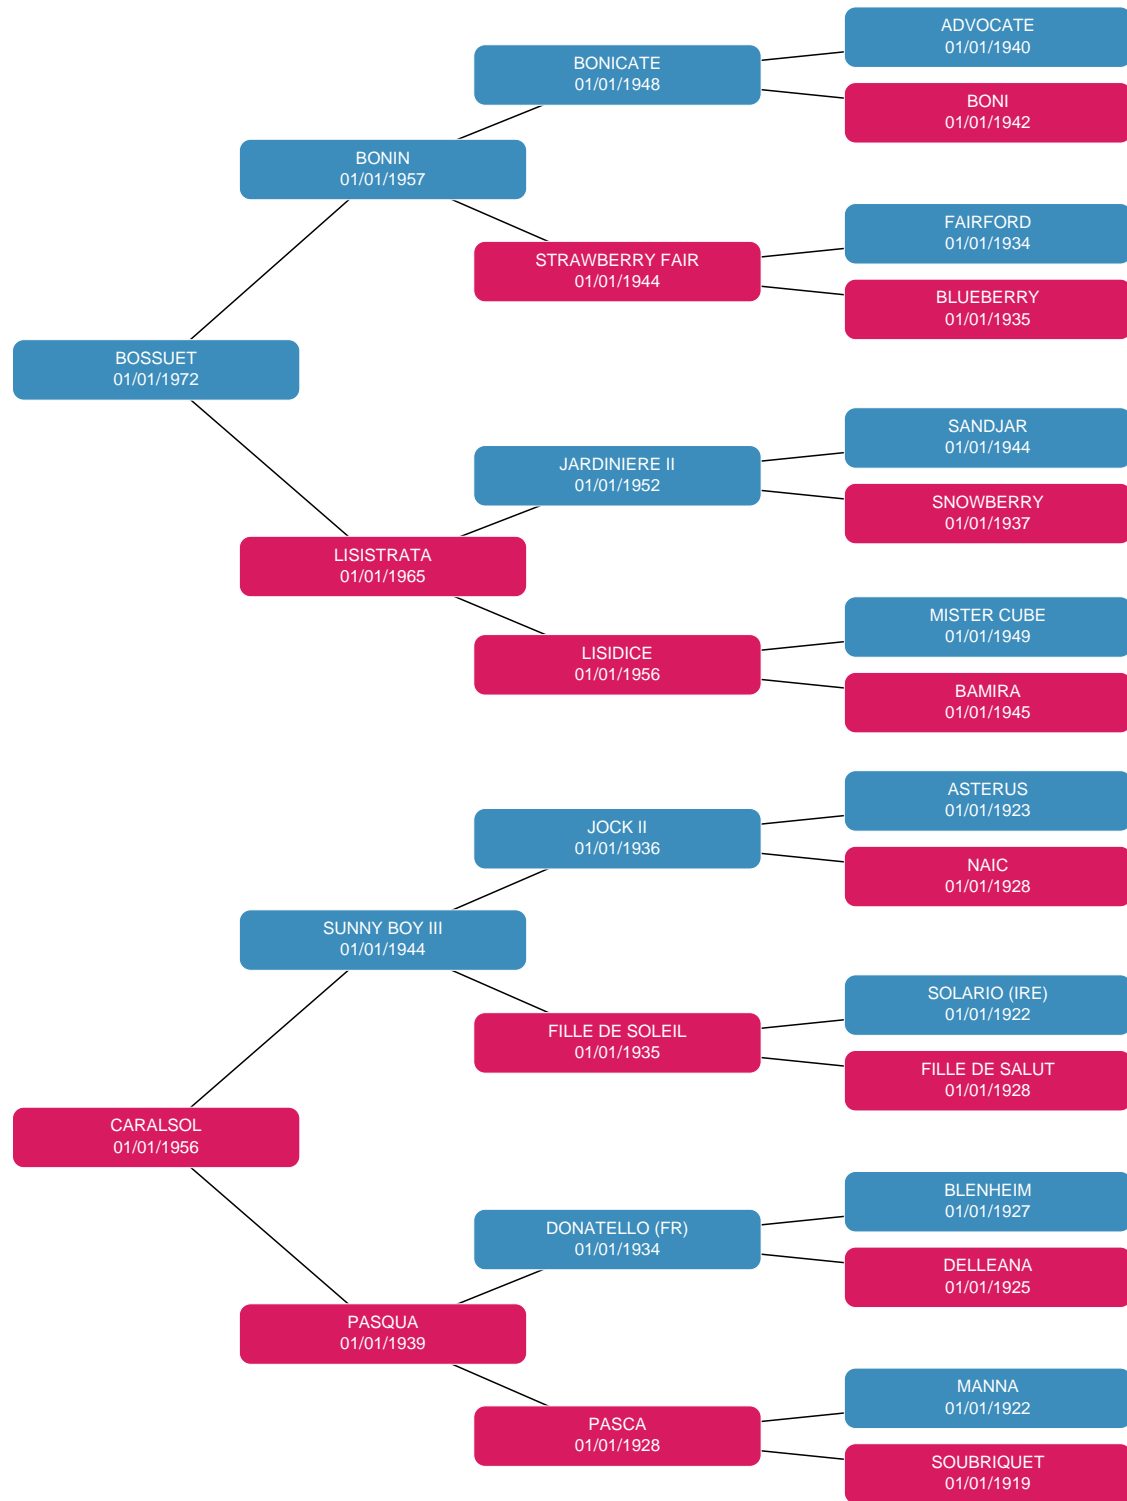 ADVOCATE
01/01/1940
BONICATE
01/01/1948
BONI
01/01/1942
BONIN
01/01/1957
FAIRFORD
01/01/1934
STRAWBERRY FAIR
01/01/1944
BLUEBERRY
01/01/1935
BOSSUET
01/01/1972
SANDJAR
01/01/1944
JARDINIERE II
01/01/1952
SNOWBERRY
01/01/1937
LISISTRATA
01/01/1965
MISTER CUBE
01/01/1949
LISIDICE
01/01/1956
BAMIRA
01/01/1945
ASTERUS
01/01/1923
JOCK II
01/01/1936
NAIC
01/01/1928
SUNNY BOY III
01/01/1944
SOLARIO (IRE)
01/01/1922
FILLE DE SOLEIL
01/01/1935
FILLE DE SALUT
01/01/1928
CARALSOL
01/01/1956
BLENHEIM
01/01/1927
DONATELLO (FR)
01/01/1934
DELLEANA
01/01/1925
PASQUA
01/01/1939
MANNA
01/01/1922
PASCA
01/01/1928
SOUBRIQUET
01/01/1919